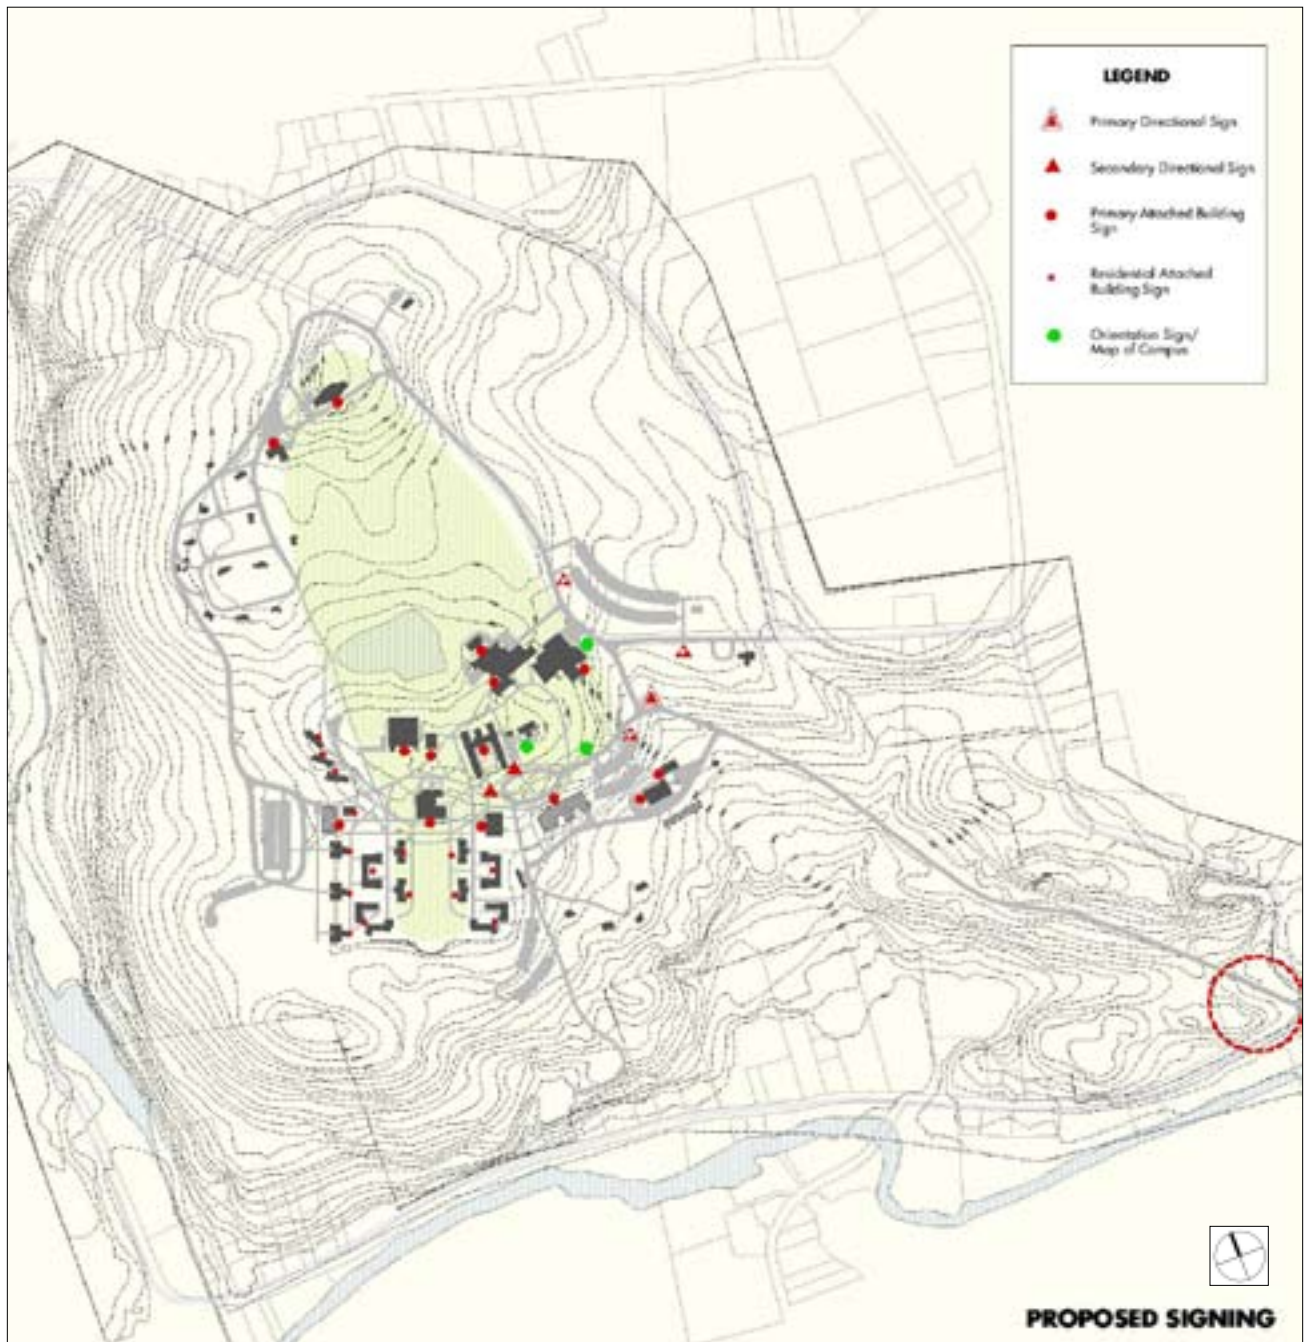 LEGEND
Primary Directional Sign
Secondary Directional Sign
Primary Attached Building
Sign
Residential Attached
Building Sign
Orientation Sign/
Map of Campus
PROPOSED SIGNING